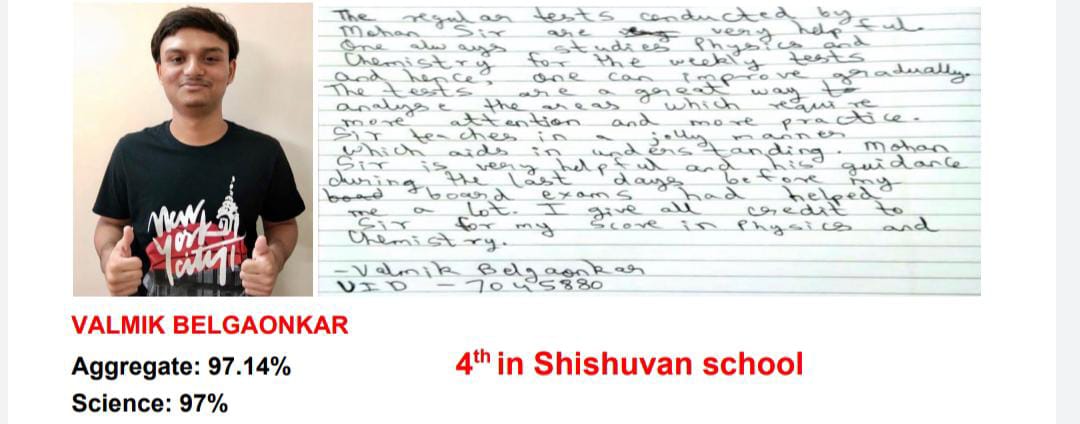 The regular tests conducted by
Mohan Sir are very helpful.
One always studies Physics and
Chemistry for the weekly tests
and hence, one can improve gradually.
The tests are a great way to
analyse the areas which require
more attention and more practice.
Sir teaches in a jolly manner
which aids in understanding. Mohan
Sir is very helpful and his guidance
during the last days before my
board board exams had helped
me a lot. I give all credit to
Sir for my score in Physics and
Chemistry.
-Valmik Belgaonkar
UID - 7045880
New
York
city!
VALMIK BELGAONKAR
Aggregate: 97.14%
4th in Shishuvan school
Science: 97%